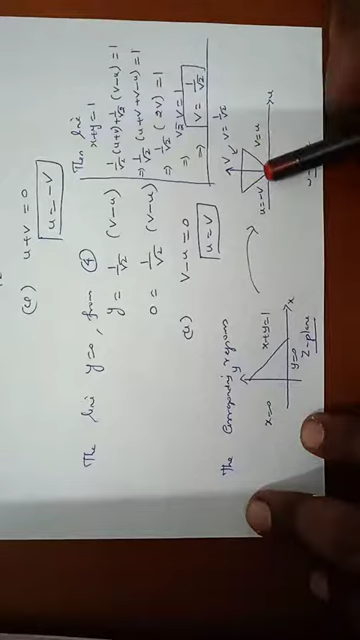 (or) u+v = 0
u = -v
The line y=0, from ④
y = 1/√2 (v-u)
0 = 1/√2 (v-u)
(or) v-u = 0
u = v
Then line
x+y = 1
1/√2 (u+v) + 1/√2 (v-u) = 1
⇒ 1/√2 (u+v+v-u) = 1
⇒ 1/√2 (2v) = 1
⇒ √2 v = 1
⇒ v = 1/√2
The Corresponding regions
y
x=0
x+y=1
x
y=0
Z-plane
v
v = 1/√2
u=-v
v=u
u